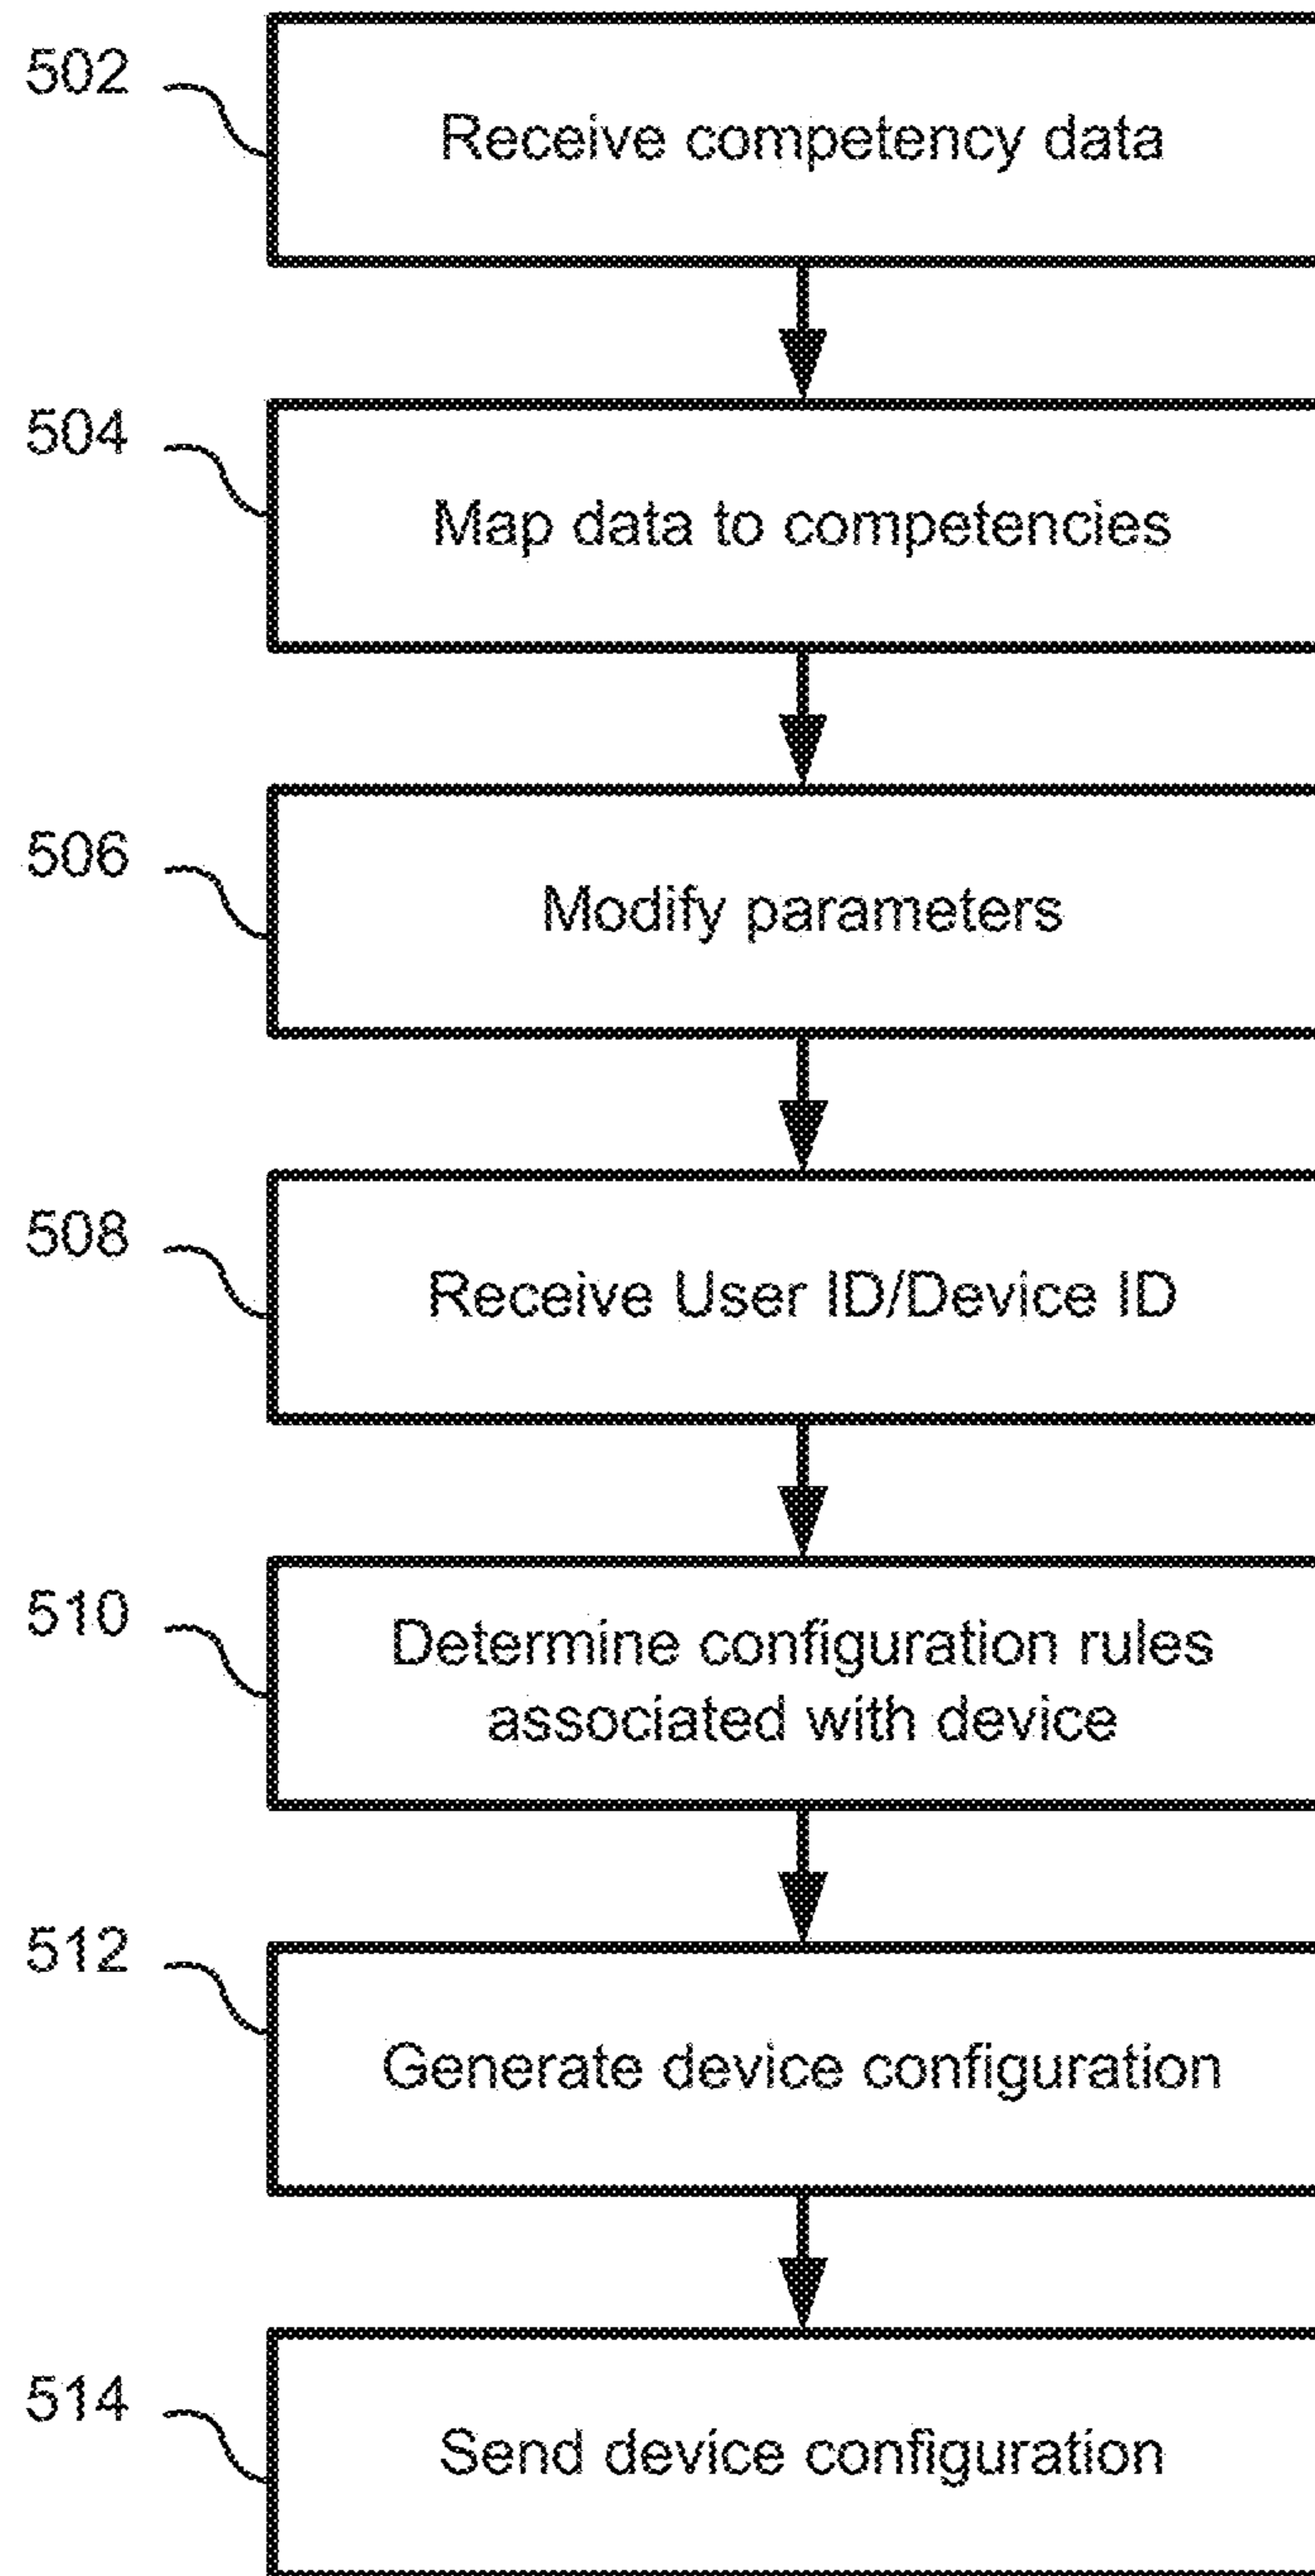 502
Receive competency data
504
Map data to competencies
506
Modify parameters
508
Receive User ID/Device ID
510
Determine configuration rules
associated with device
512
Generate device configuration
514
Send device configuration